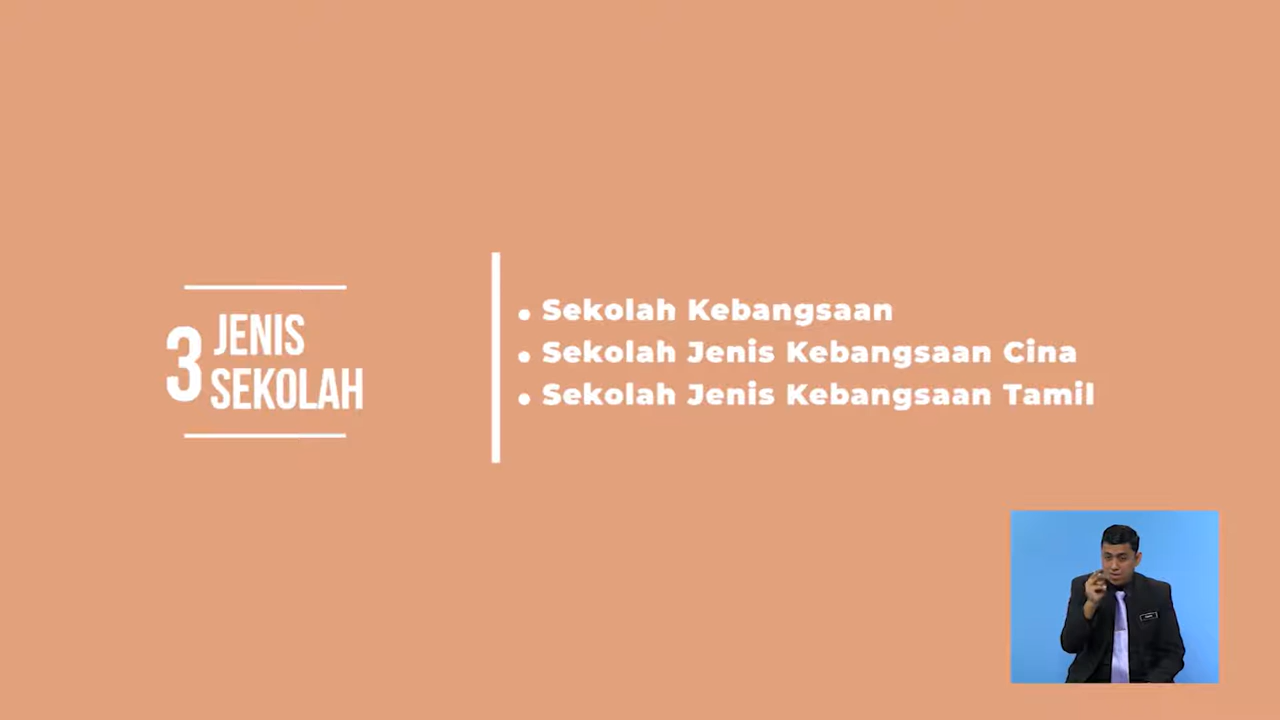 3 JENIS
SEKOLAH
• Sekolah Kebangsaan
• Sekolah Jenis Kebangsaan Cina
• Sekolah Jenis Kebangsaan Tamil